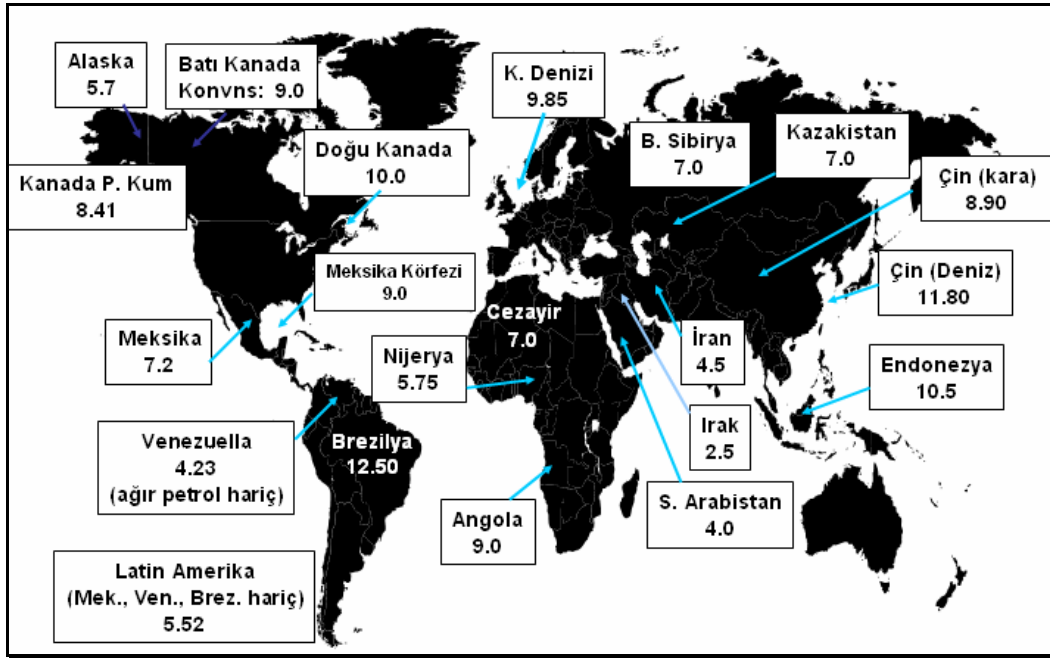 Alaska
5.7
Batı Kanada
Konvns: 9.0
K. Denizi
9.85
Doğu Kanada
10.0
B. Sibirya
7.0
Kazakistan
7.0
Çin (kara)
8.90
Kanada P. Kum
8.41
Meksika Körfezi
9.0
Çin (Deniz)
11.80
Meksika
7.2
Cezayir
7.0
Nijerya
5.75
İran
4.5
Endonezya
10.5
Irak
2.5
Venezuella
4.23
(ağır petrol hariç)
Brezilya
12.50
S. Arabistan
4.0
Angola
9.0
Latin Amerika
(Mek., Ven., Brez. hariç)
5.52